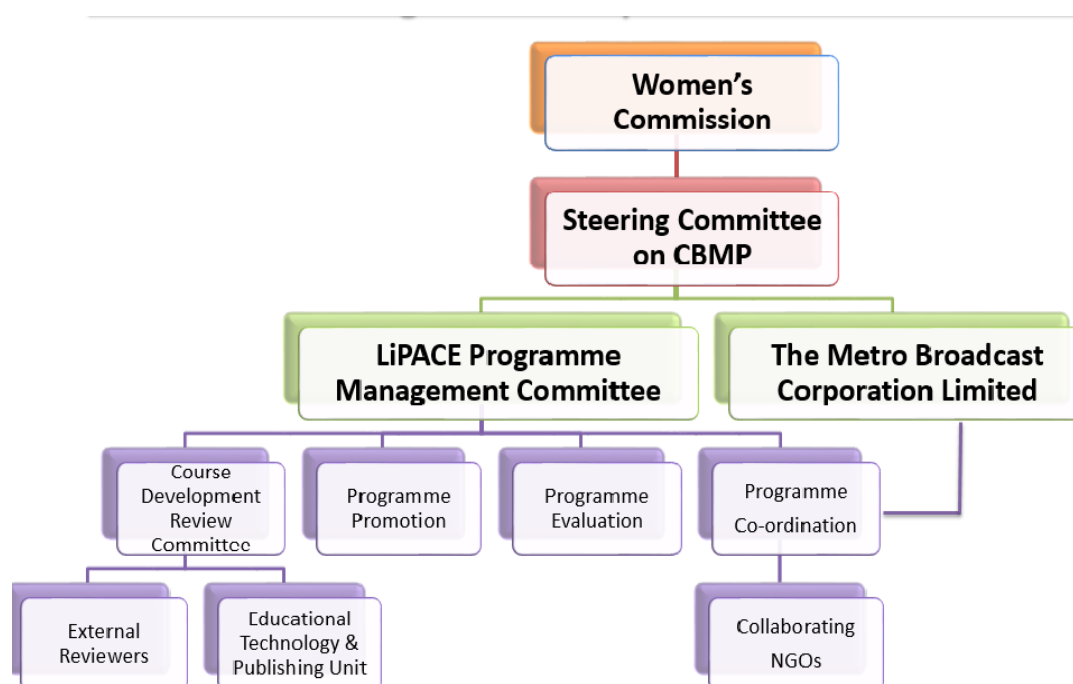 Women's
Commission
Steering Committee
on CBMP
LiPACE Programme
Management Committee
The Metro Broadcast
Corporation Limited
Course
Development
Review
Committee
Programme
Promotion
Programme
Evaluation
Programme
Co-ordination
External
Reviewers
Educational
Technology &
Publishing Unit
Collaborating
NGOs